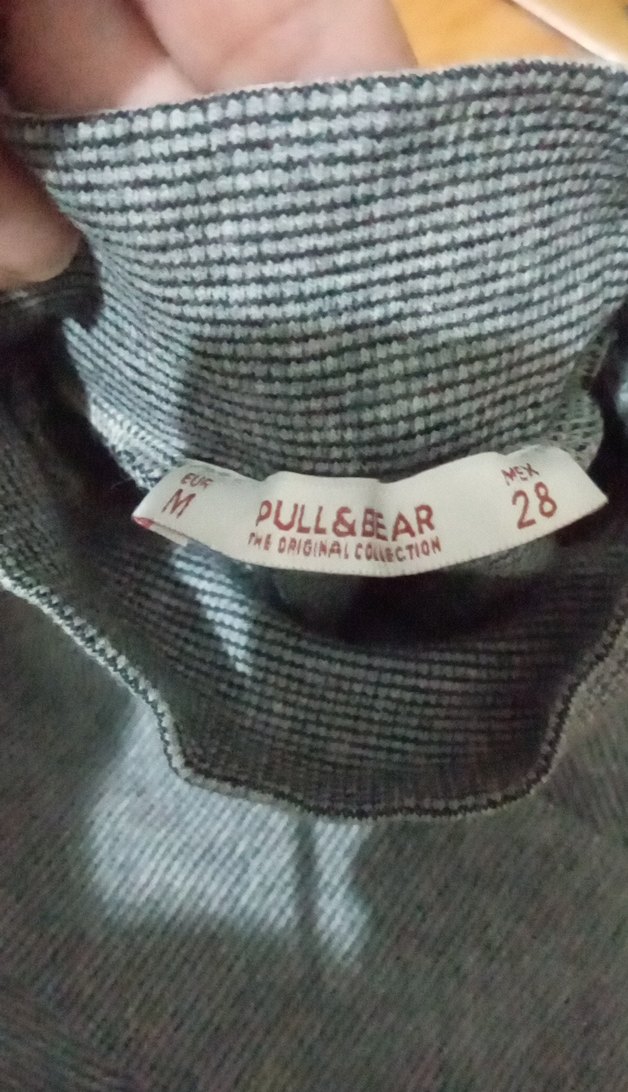 EUR
M
PULL&BEAR
THE ORIGINAL COLLECTION
MEX
28